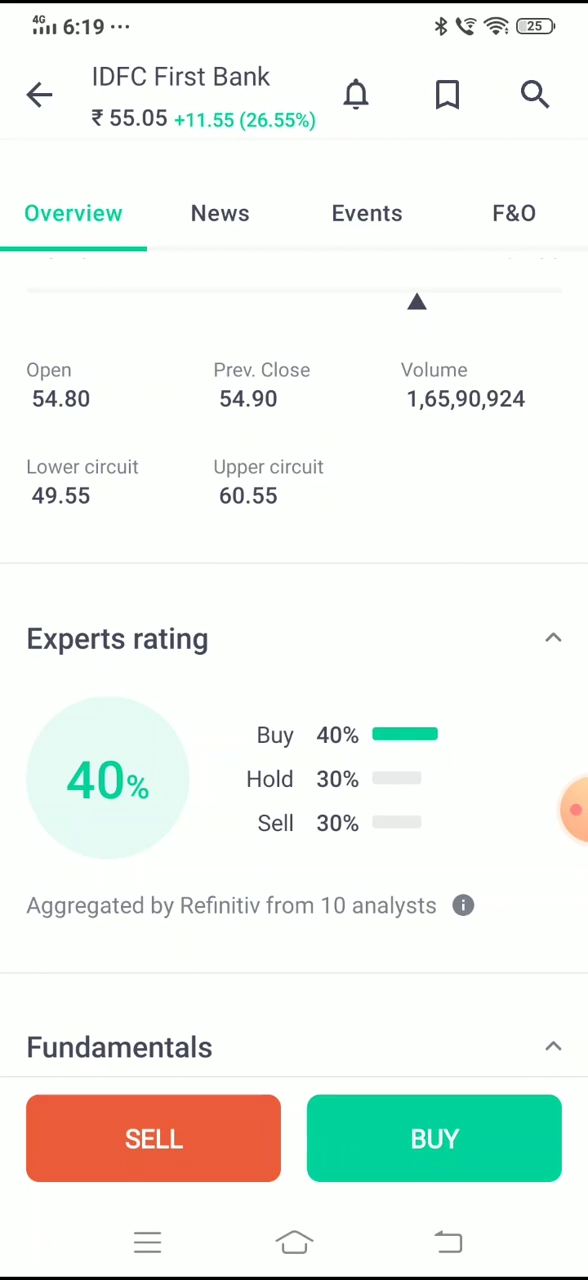 4G 6:19 ... 25
IDFC First Bank
₹ 55.05 +11.55 (26.55%)
Overview News Events F&O
Open Prev. Close Volume
54.80 54.90 1,65,90,924
Lower circuit Upper circuit
49.55 60.55
Experts rating
Buy 40%
40%
Hold 30%
Sell 30%
Aggregated by Refinitiv from 10 analysts i
Fundamentals
SELL BUY